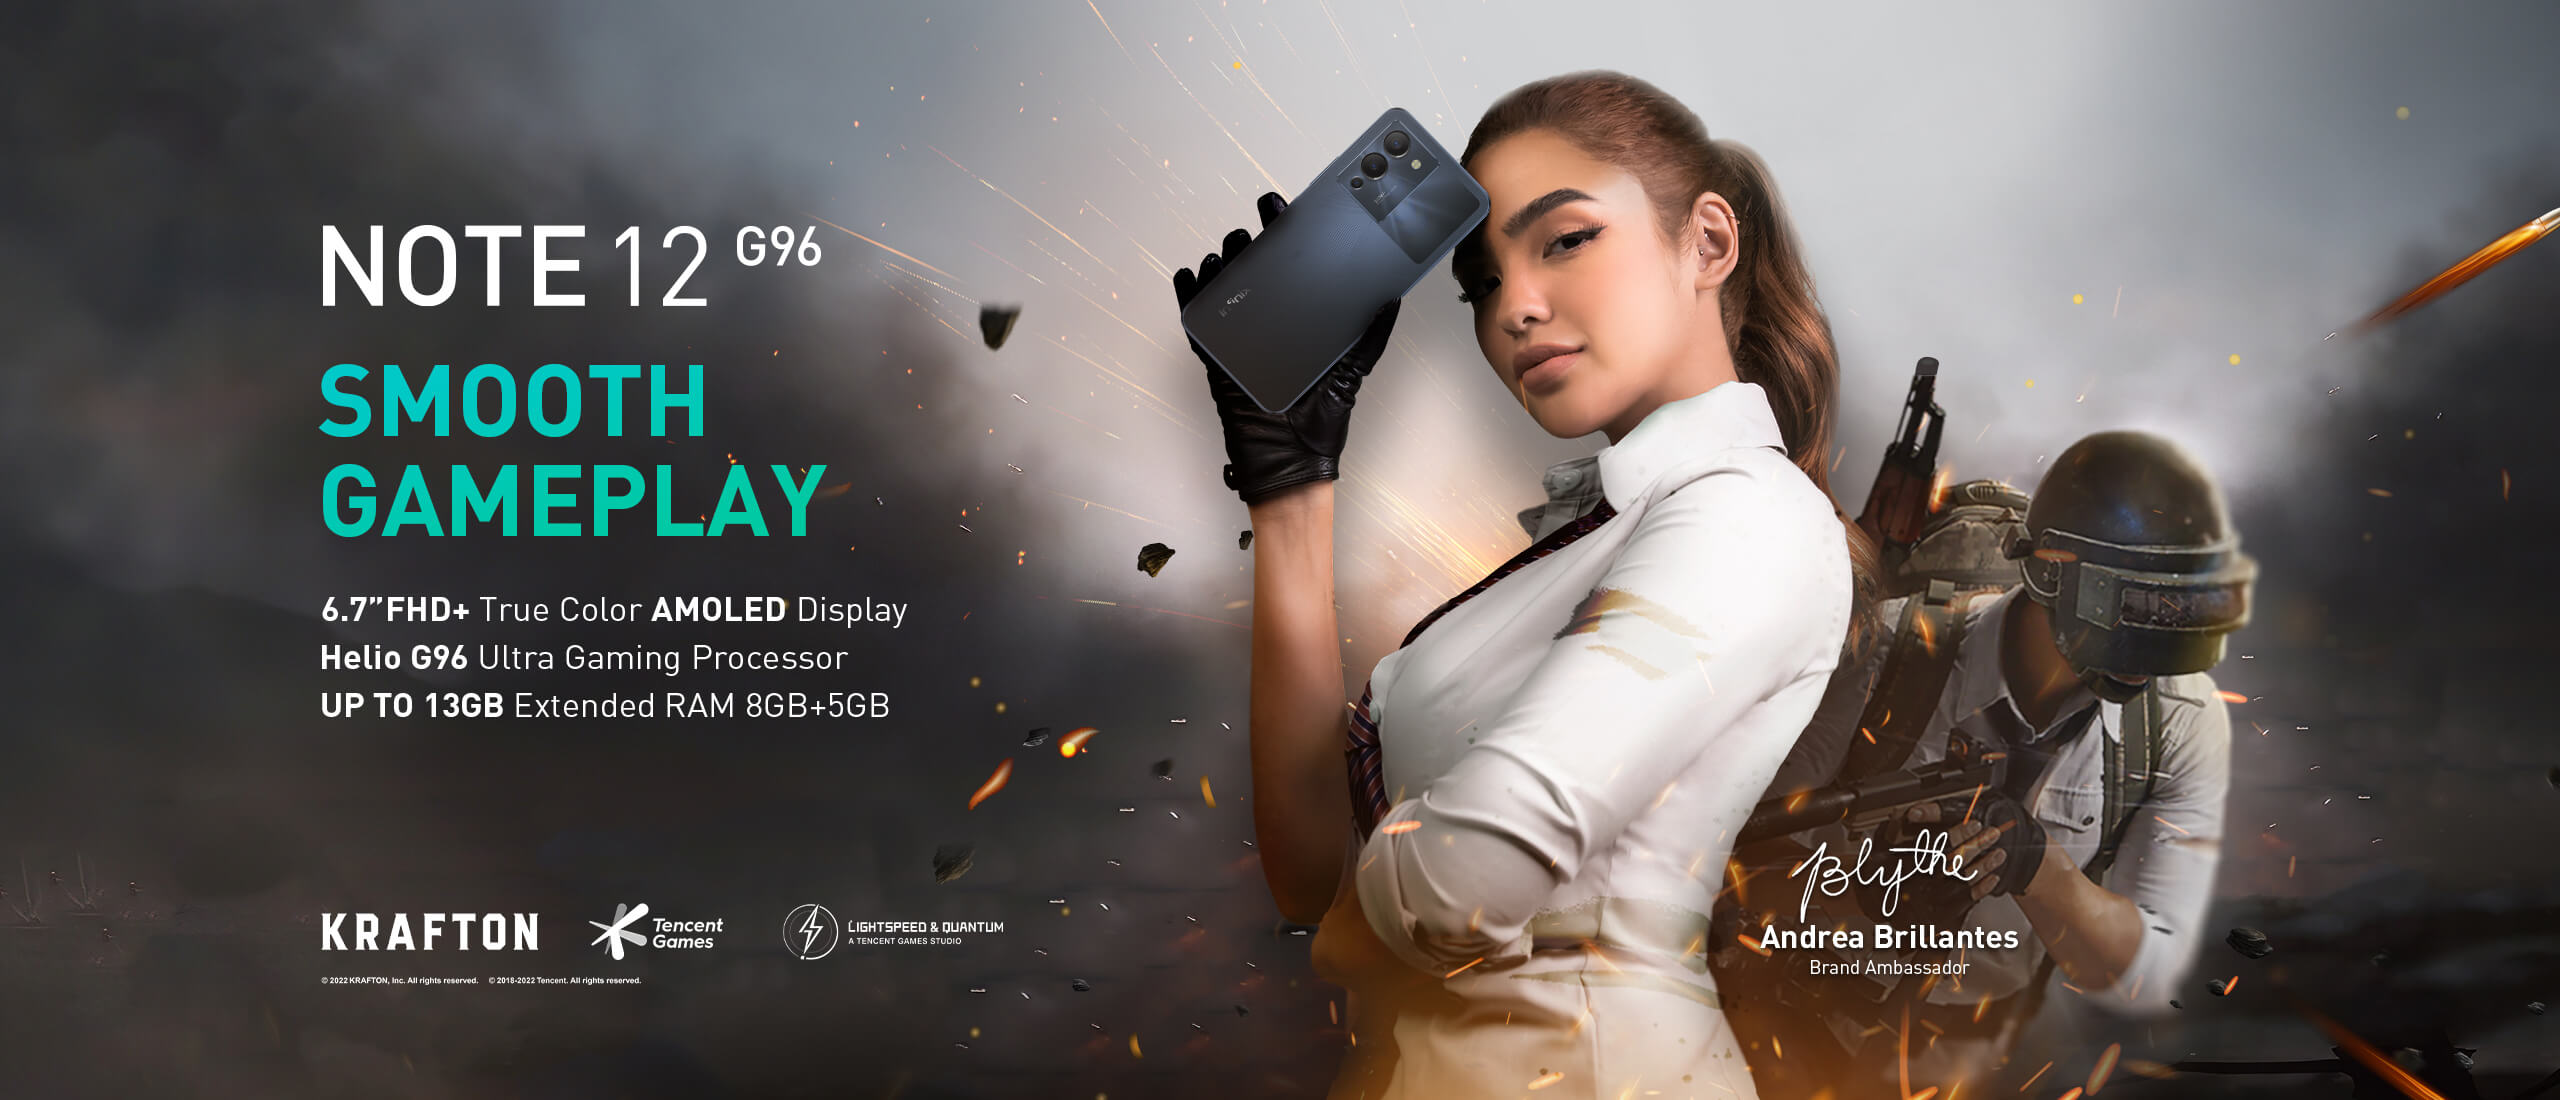 NOTE 12 G96
SMOOTH
GAMEPLAY
6.7”FHD+ True Color AMOLED Display
Helio G96 Ultra Gaming Processor
UP TO 13GB Extended RAM 8GB+5GB
KRAFTON
Tencent
Games
LIGHTSPEED & QUANTUM
A TENCENT GAMES STUDIO
© 2022 KRAFTON, Inc. All rights reserved. © 2018-2022 Tencent. All rights reserved.
Infinix
Blythe
Andrea Brillantes
Brand Ambassador